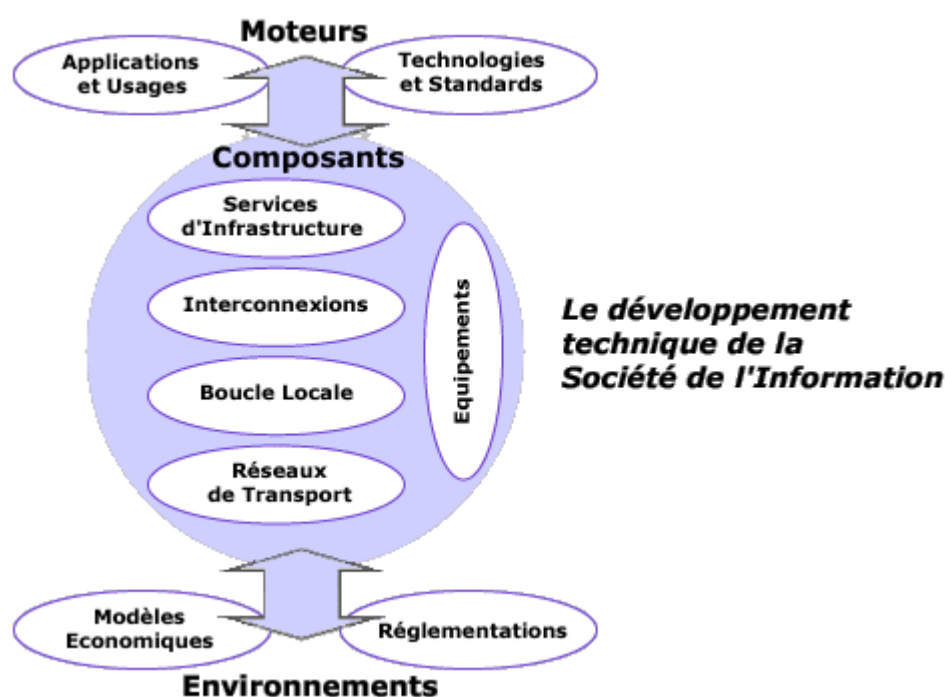 Moteurs
Applications
et Usages
Technologies
et Standards
Composants
Services
d'Infrastructure
Interconnexions
Boucle Locale
Réseaux
de Transport
Equipements
Le développement
technique de la
Société de l'Information
Modèles
Economiques
Réglementations
Environnements